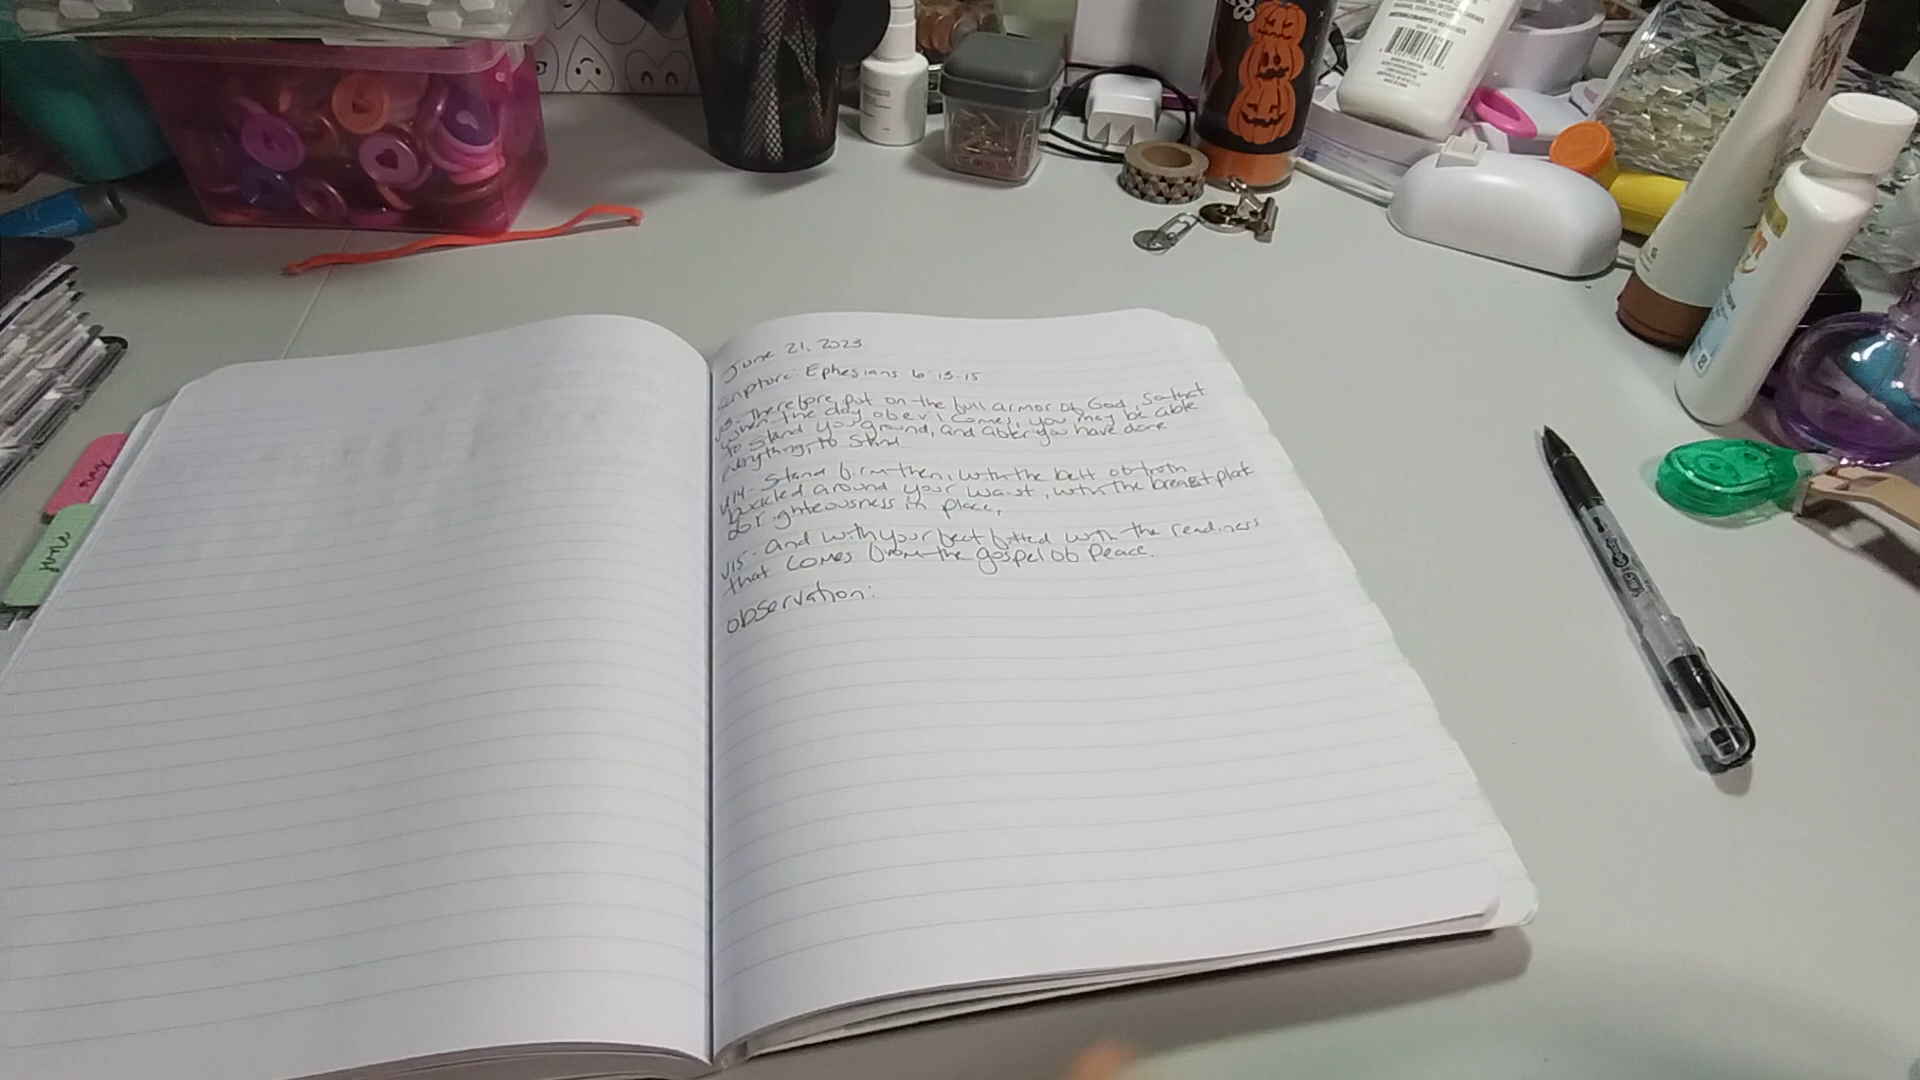 may
June
June 21, 2023
Scripture: Ephesians 6:13-15
v13. Therefore, put on the full armor of God, so that
when the day of evil comes, you may be able
to stand your ground, and after you have done
everything, to stand.
v14. Stand firm then, with the belt of truth
buckled around your waist, with the breastplate
of righteousness in place,
v15. and with your feet fitted with the readiness
that comes from the gospel of Peace.
observation: